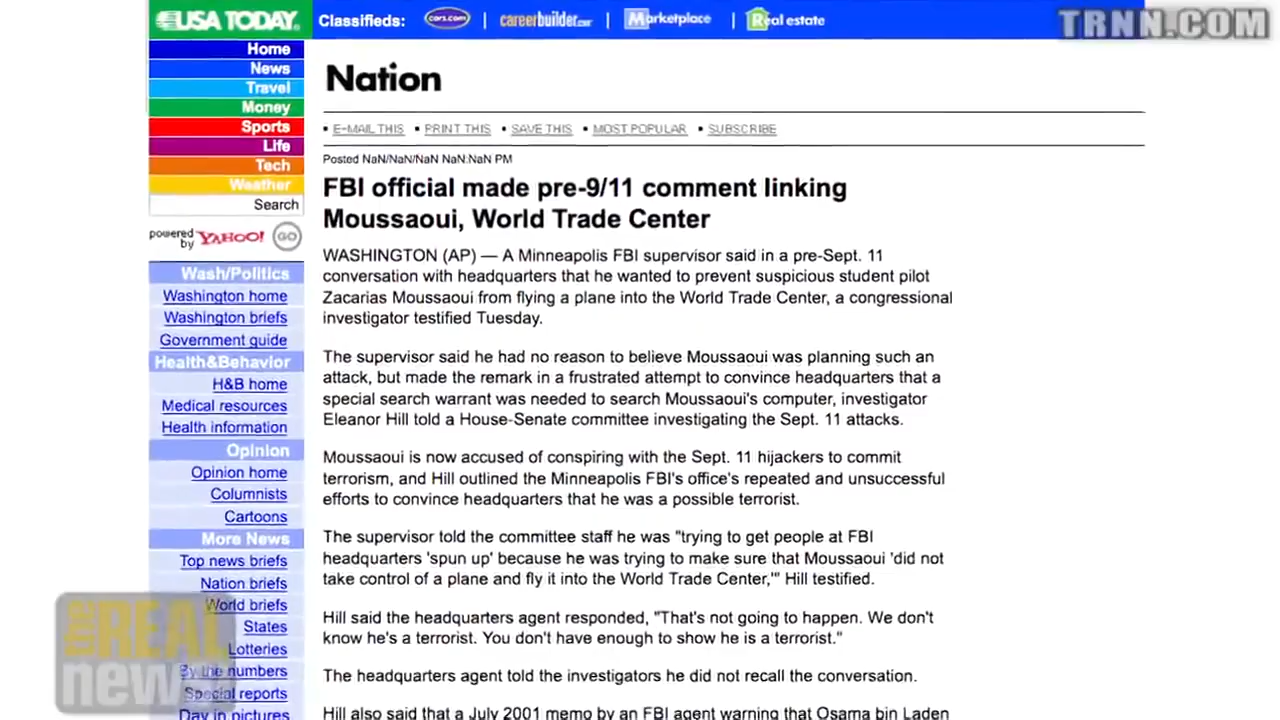 USA TODAY.
Classifieds: cars.com | careerbuilder.com | Marketplace | Real estate
TRNN.COM
Home
News
Travel
Money
Sports
Life
Tech
Weather
Search
powered by YAHOO! GO
Wash/Politics
Washington home
Washington briefs
Government guide
Health&Behavior
H&B home
Medical resources
Health information
Opinion
Opinion home
Columnists
Cartoons
More News
Top news briefs
Nation briefs
World briefs
States
Lotteries
By the numbers
Special reports
Day in pictures
Nation
• E-MAIL THIS • PRINT THIS • SAVE THIS • MOST POPULAR • SUBSCRIBE
Posted NaN/NaN/NaN NaN:NaN PM
FBI official made pre-9/11 comment linking
Moussaoui, World Trade Center
WASHINGTON (AP) — A Minneapolis FBI supervisor said in a pre-Sept. 11
conversation with headquarters that he wanted to prevent suspicious student pilot
Zacarias Moussaoui from flying a plane into the World Trade Center, a congressional
investigator testified Tuesday.
The supervisor said he had no reason to believe Moussaoui was planning such an
attack, but made the remark in a frustrated attempt to convince headquarters that a
special search warrant was needed to search Moussaoui's computer, investigator
Eleanor Hill told a House-Senate committee investigating the Sept. 11 attacks.
Moussaoui is now accused of conspiring with the Sept. 11 hijackers to commit
terrorism, and Hill outlined the Minneapolis FBI's office's repeated and unsuccessful
efforts to convince headquarters that he was a possible terrorist.
The supervisor told the committee staff he was "trying to get people at FBI
headquarters 'spun up' because he was trying to make sure that Moussaoui 'did not
take control of a plane and fly it into the World Trade Center,'" Hill testified.
Hill said the headquarters agent responded, "That's not going to happen. We don't
know he's a terrorist. You don't have enough to show he is a terrorist."
The headquarters agent told the investigators he did not recall the conversation.
Hill also said that a July 2001 memo by an FBI agent warning that Osama bin Laden
the REAL
news